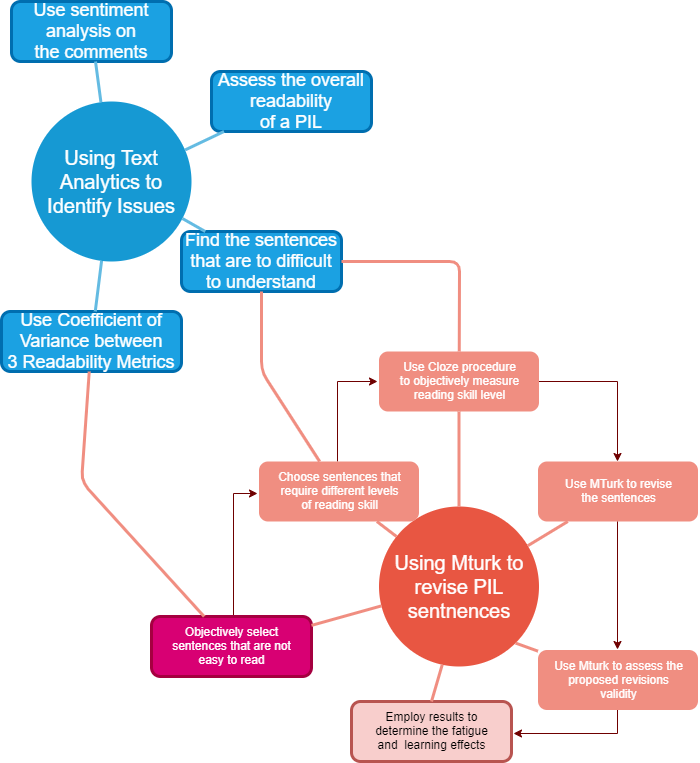 Use sentiment
analysis on
the comments
Assess the overall
readability
of a PIL
Using Text
Analytics to
Identify Issues
Find the sentences
that are to difficult
to understand
Use Coefficient of
Variance between
3 Readability Metrics
Use Cloze procedure
to objectively measure
reading skill level
Choose sentences that
require different levels
of reading skill
Use MTurk to revise
the sentences
Using Mturk to
revise PIL
sentnences
Objectively select
sentences that are not
easy to read
Use Mturk to assess the
proposed revisions
validity
Employ results to
determine the fatigue
and learning effects